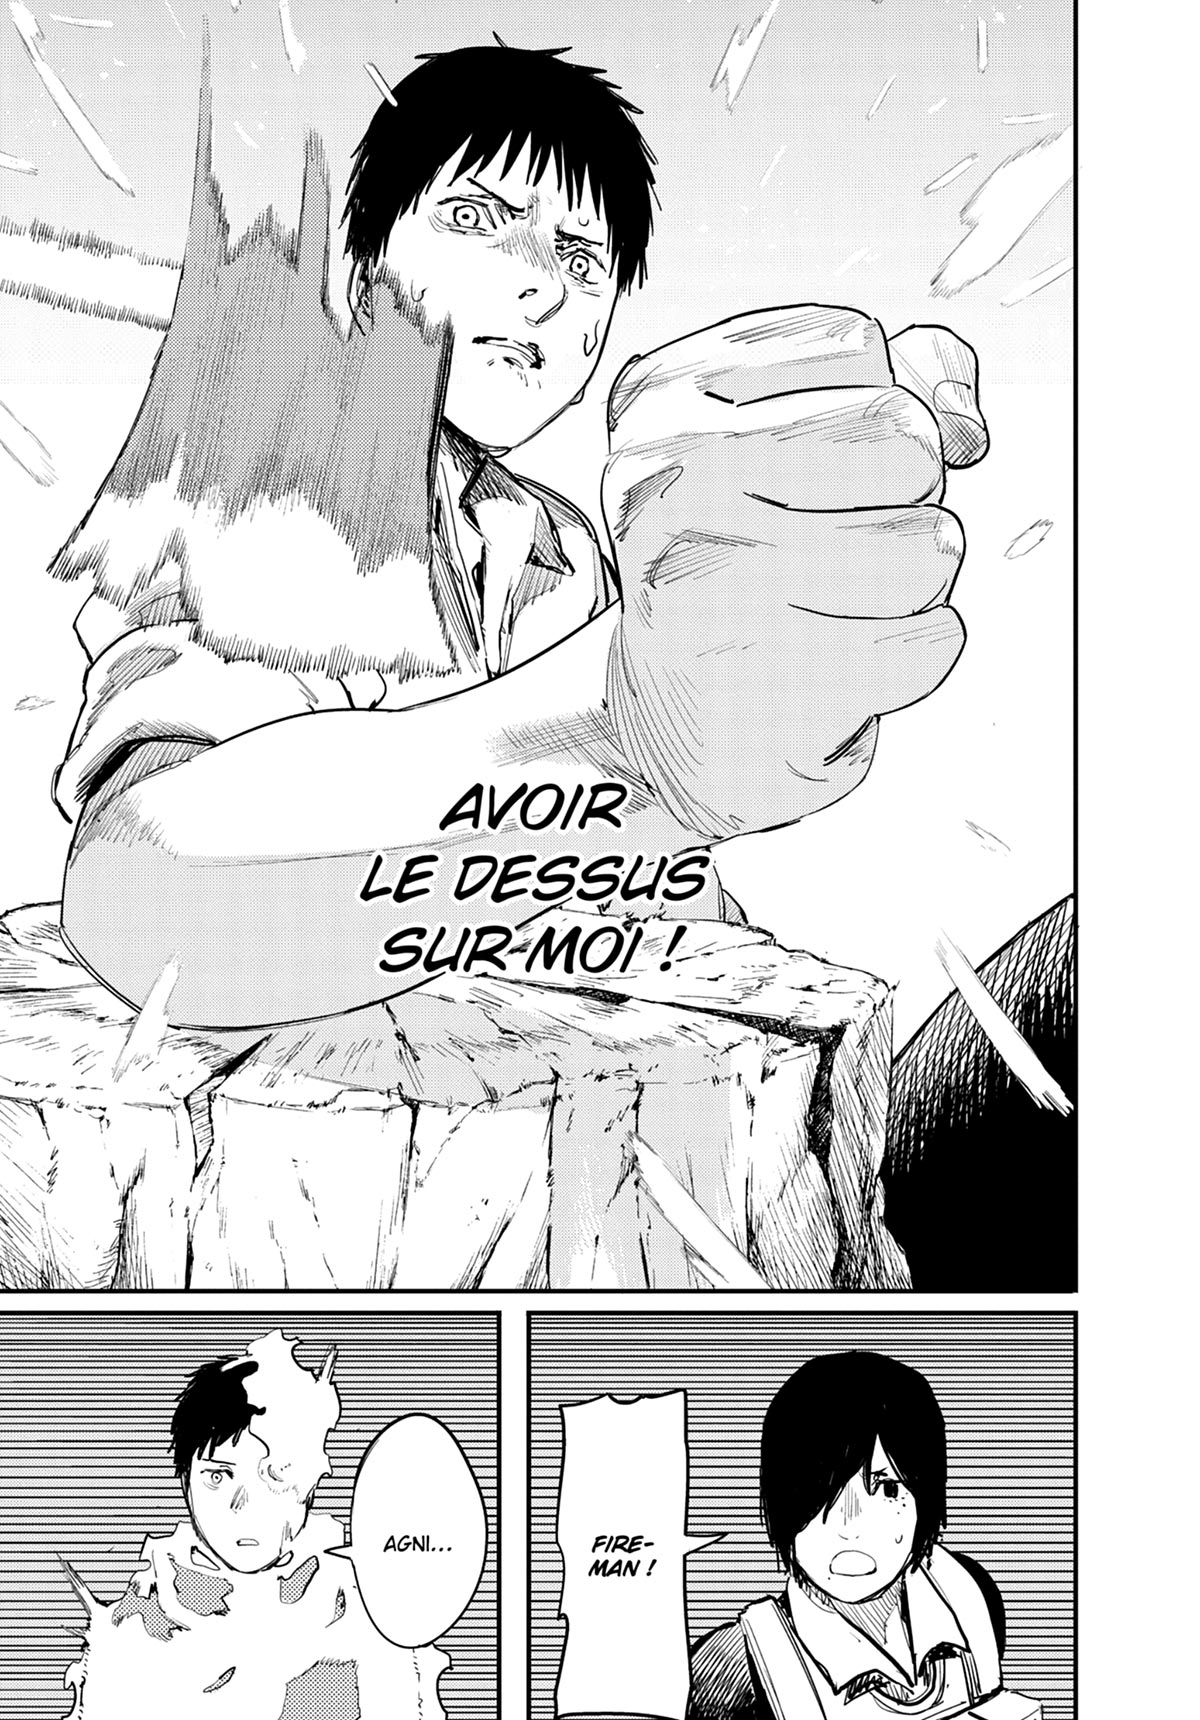 AVOIR
LE DESSUS
SUR MOI !
FIRE-
MAN !
AGNI...